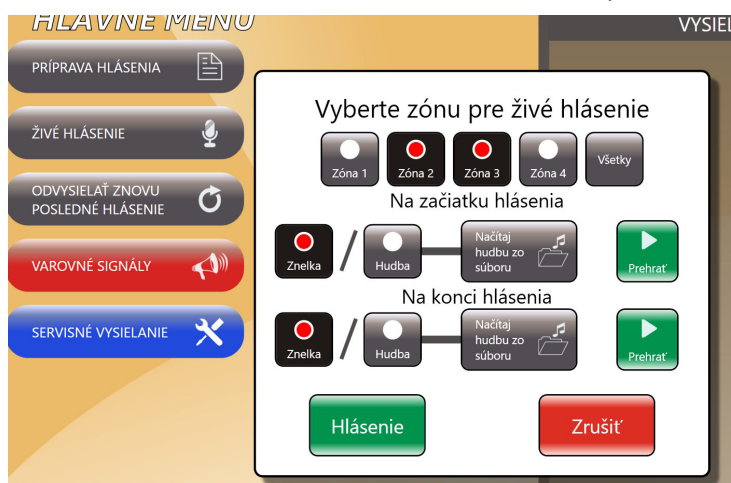 HLAVNÉ MENU
VYSIEL
PRÍPRAVA HLÁSENIA
ŽIVÉ HLÁSENIE
ODVYSIELAŤ ZNOVU
POSLEDNÉ HLÁSENIE
VAROVNÉ SIGNÁLY
SERVISNÉ VYSIELANIE
Vyberte zónu pre živé hlásenie
Zóna 1 Zóna 2 Zóna 3 Zóna 4 Všetky
Na začiatku hlásenia
Znelka / Hudba
Načítaj
hudbu zo
súboru
Prehrať
Na konci hlásenia
Znelka / Hudba
Načítaj
hudbu zo
súboru
Prehrať
Hlásenie Zrušiť